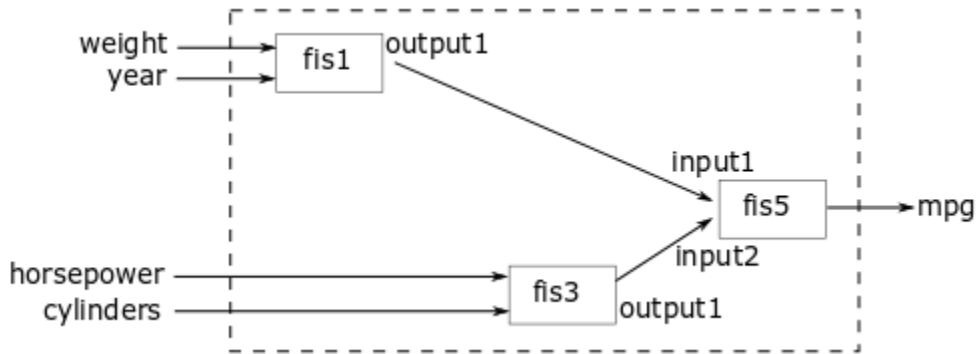 weight
year
fis1
output1
input1
fis5
mpg
input2
horsepower
cylinders
fis3
output1